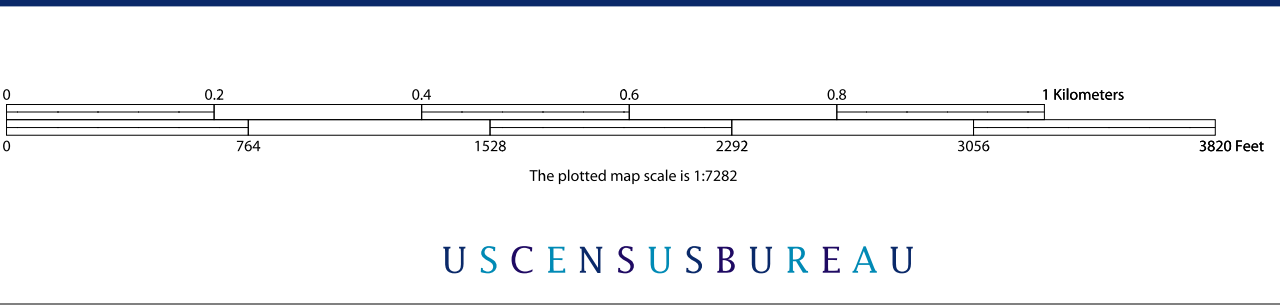 0 0.2 0.4 0.6 0.8 1 Kilometers
0 764 1528 2292 3056 3820 Feet
The plotted map scale is 1:7282
USCENSUSBUREAU